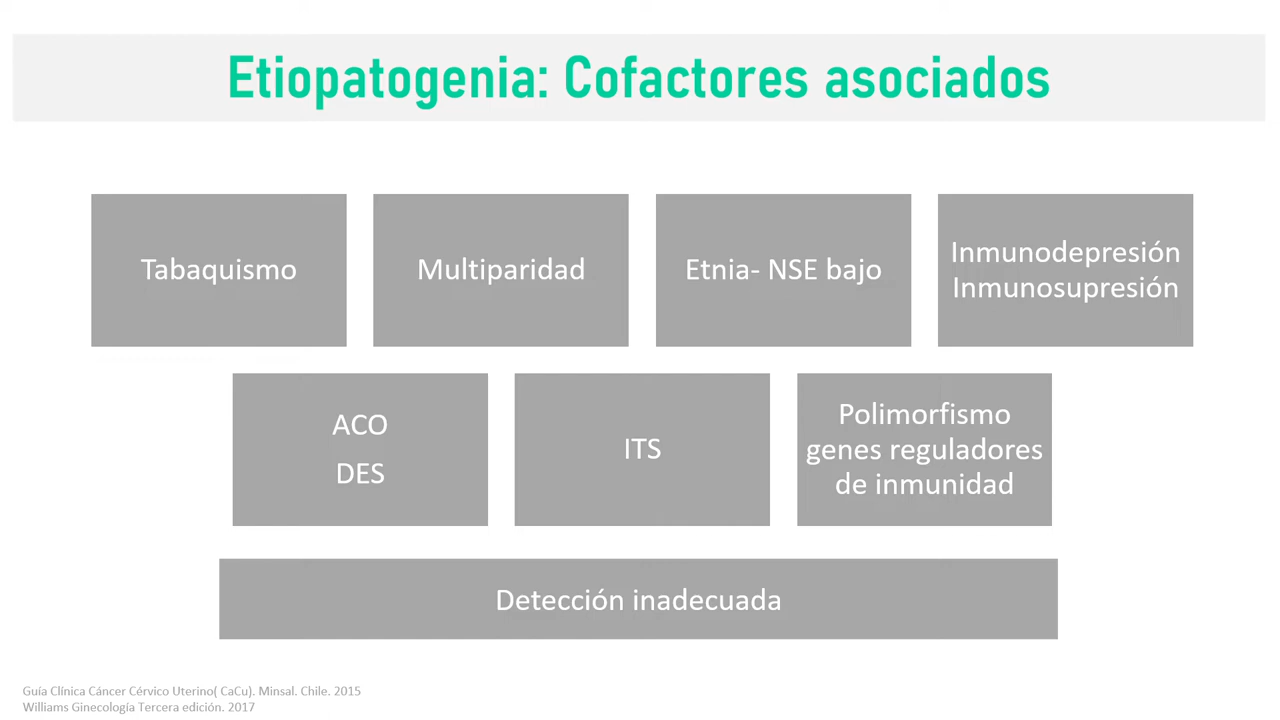 Etiopatogenia: Cofactores asociados
Tabaquismo
Multiparidad
Etnia- NSE bajo
Inmunodepresión
Inmunosupresión
ACO
DES
ITS
Polimorfismo
genes reguladores
de inmunidad
Detección inadecuada
Guía Clínica Cáncer Cérvico Uterino( CaCu). Minsal. Chile. 2015
Williams Ginecología Tercera edición. 2017